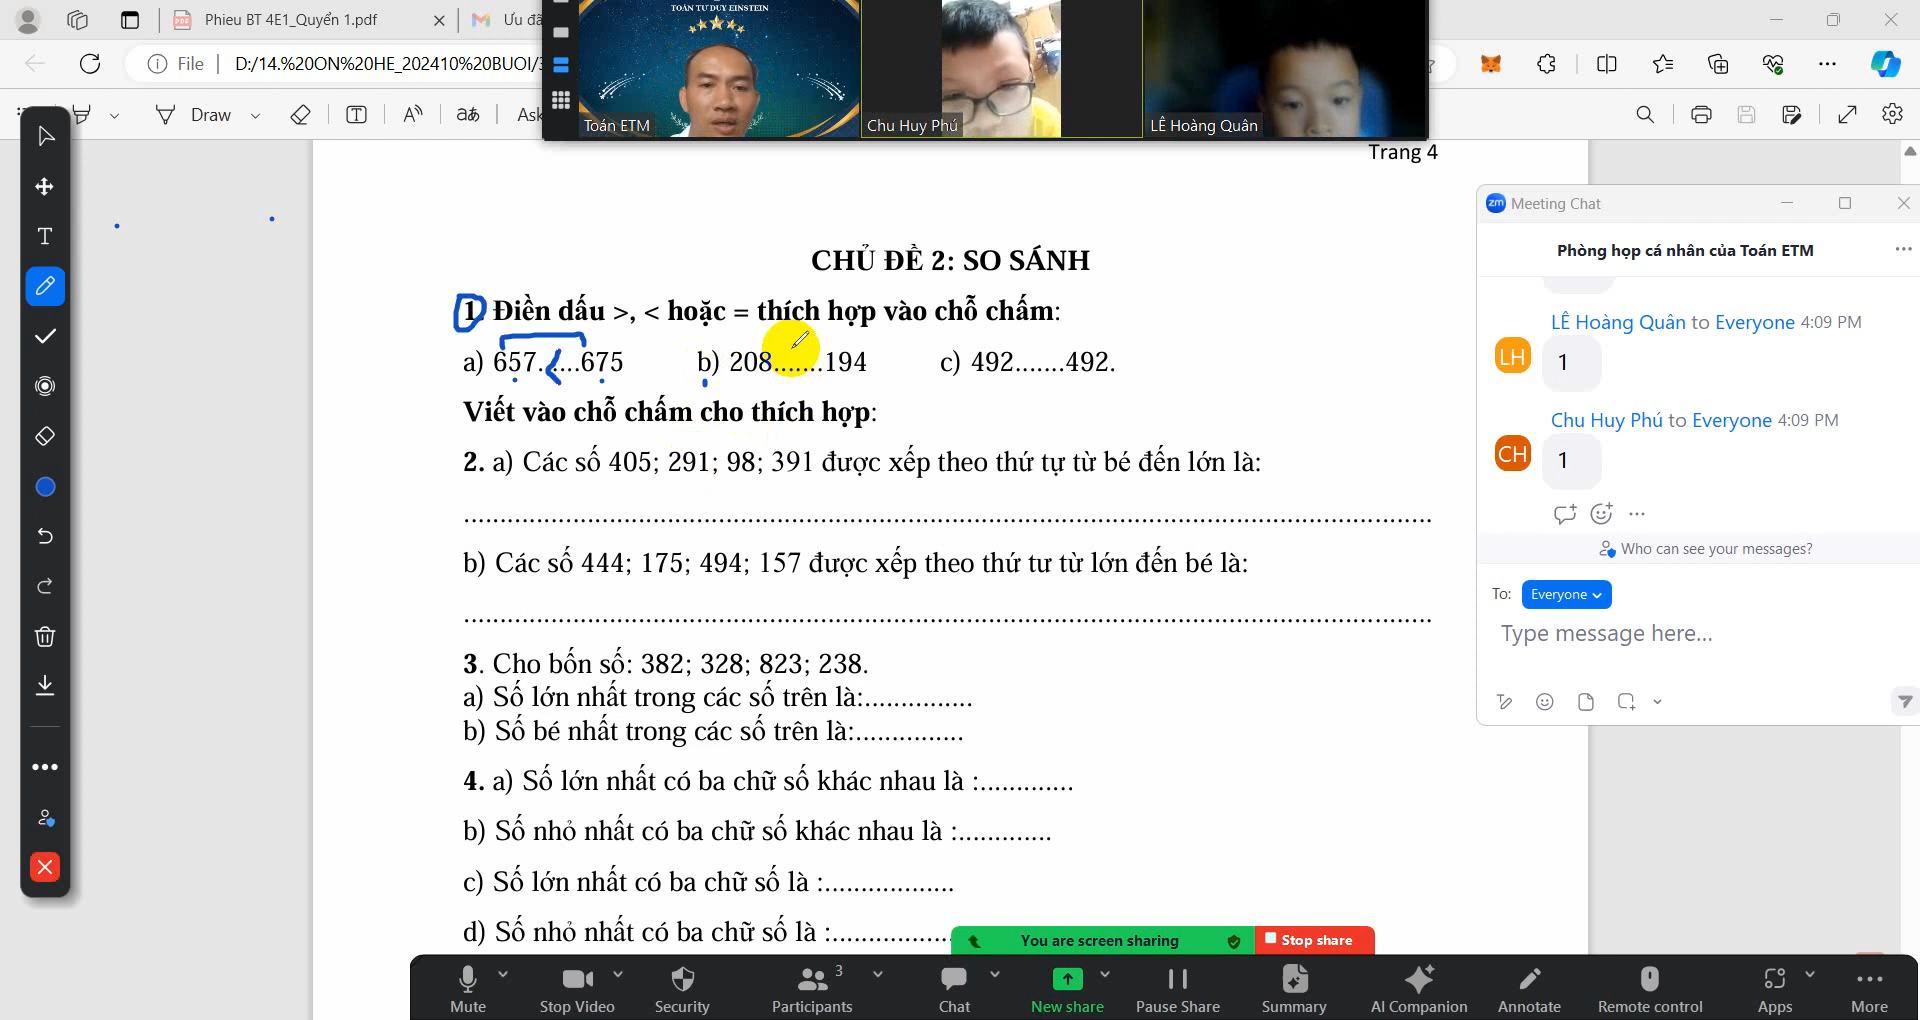 Phieu BT 4E1_Quyển 1.pdf
Ưu đã
TOÁN TƯ DUY EINSTEIN
File
D:/14.%20ON%20HE_202410%20BUOI/3
Draw
Ask
Toán ETM
Chu Huy Phú
LÊ Hoàng Quân
Trang 4
CHỦ ĐỀ 2: SO SÁNH
1. Điền dấu >, < hoặc = thích hợp vào chỗ chấm:
a) 657..<....675 b) 208.......194 c) 492.......492.
Viết vào chỗ chấm cho thích hợp:
2. a) Các số 405; 291; 98; 391 được xếp theo thứ tự từ bé đến lớn là:
........................................................................................................
b) Các số 444; 175; 494; 157 được xếp theo thứ tư từ lớn đến bé là:
........................................................................................................
3. Cho bốn số: 382; 328; 823; 238.
a) Số lớn nhất trong các số trên là:...............
b) Số bé nhất trong các số trên là:...............
4. a) Số lớn nhất có ba chữ số khác nhau là :.............
b) Số nhỏ nhất có ba chữ số khác nhau là :.............
c) Số lớn nhất có ba chữ số là :..................
d) Số nhỏ nhất có ba chữ số là :.................
zm Meeting Chat
Phòng họp cá nhân của Toán ETM
LÊ Hoàng Quân to Everyone 4:09 PM
LH
1
Chu Huy Phú to Everyone 4:09 PM
CH
1
Who can see your messages?
To: Everyone
Type message here...
You are screen sharing
Stop share
Mute
Stop Video
Security
3
Participants
Chat
New share
Pause Share
Summary
AI Companion
Annotate
Remote control
Apps
More